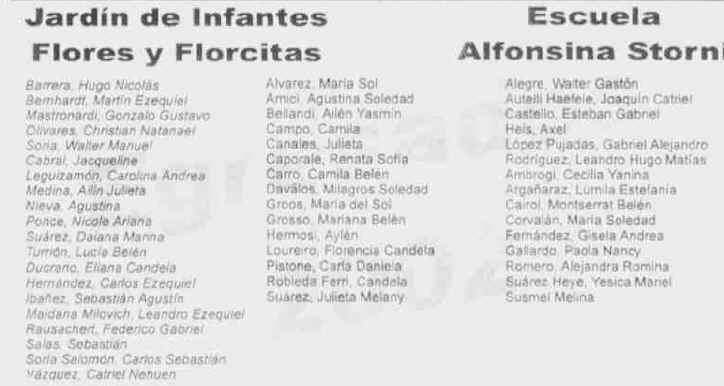 Jardín de Infantes
Flores y Florcitas
Barrera, Hugo Nicolás
Bernhardt, Martín Ezequiel
Mastronardi, Gonzalo Gustavo
Olivares, Christian Natanael
Soria, Walter Manuel
Cabral, Jacqueline
Leguizamón, Carolina Andrea
Medina, Ailin Julieta
Nieva, Agustina
Ponce, Nicole Ariana
Suárez, Daiana Marina
Turrión, Lucía Belén
Ducrano, Eliana Candela
Hernández, Carlos Ezequiel
Ibañez, Sebastián Agustín
Maidana Milovich, Leandro Ezequiel
Rausachert, Federico Gabriel
Salas, Sebastián
Soria Salomón, Carlos Sebastián
Vázquez, Catriel Nehuen
Alvarez, María Sol
Amici, Agustina Soledad
Bellandi, Ailén Yasmín
Campo, Camila
Canales, Julieta
Caporale, Renata Sofía
Carro, Camila Belén
Davalos, Milagros Soledad
Groos, Maria del Sol
Grosso, Mariana Belén
Hermosi, Aylén
Loureiro, Florencia Candela
Pistone, Carla Daniela
Robleda Ferri, Candela
Suárez, Julieta Melany
Escuela
Alfonsina Storni
Alegre, Walter Gastón
Autelli Haefele, Joaquín Catriel
Castello, Esteban Gabriel
Heis, Axel
López Pujadas, Gabriel Alejandro
Rodríguez, Leandro Hugo Matías
Ambrogi, Cecilia Yanina
Argañaraz, Lumila Estefanía
Cairol, Montserrat Belén
Corvalán, María Soledad
Fernández, Gisela Andrea
Gallardo, Paola Nancy
Romero, Alejandra Romina
Suárez Heye, Yesica Mariel
Susmel Melina
2002